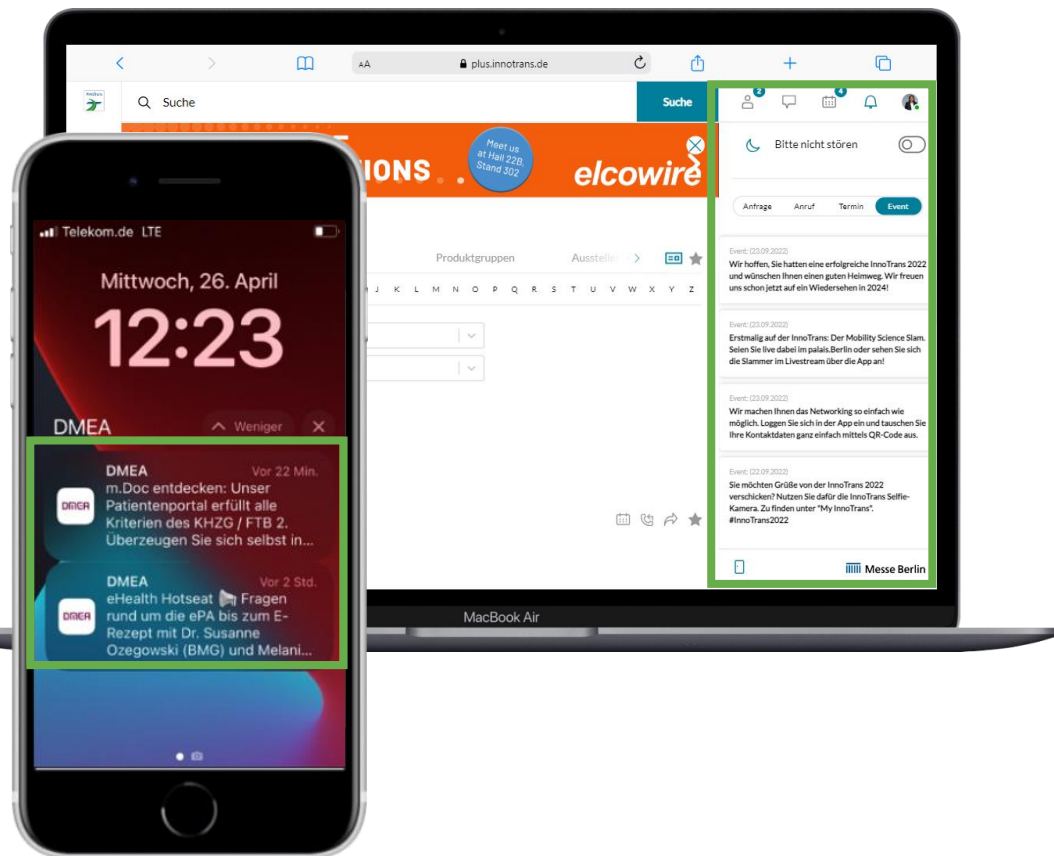 AA
plus.innotrans.de
Suche
Suche
2
4
IONS
Meet us
at Hall 22B,
Stand 302
elcowire
Bitte nicht stören
Anfrage Anruf Termin Event
Produktgruppen
J K L M N O P Q R S T U V W X Y Z
Event: (23.09.2022)
Wir hoffen, Sie hatten eine erfolgreiche InnoTrans 2022
und wünschen Ihnen einen guten Heimweg. Wir freuen
uns schon jetzt auf ein Wiedersehen in 2024!
Event: (23.09.2022)
Erstmalig auf der InnoTrans: Der Mobility Science Slam.
Seien Sie live dabei im palais.Berlin oder sehen Sie sich
die Slammer im Livestream über die App an!
Event: (23.09.2022)
Wir machen Ihnen das Networking so einfach wie
möglich. Loggen Sie sich in der App ein und tauschen Sie
Ihre Kontaktdaten ganz einfach mittels QR-Code aus.
Event: (22.09.2022)
Sie möchten Grüße von der InnoTrans 2022
verschicken? Nutzen Sie dafür die InnoTrans Selfie-
Kamera. Zu finden unter "My InnoTrans".
#InnoTrans2022
Messe Berlin
MacBook Air
Telekom.de LTE
Mittwoch, 26. April
12:23
DMEA
Weniger
DMEA Vor 22 Min.
DMEA
m.Doc entdecken: Unser
Patientenportal erfüllt alle
Kriterien des KHZG / FTB 2.
Überzeugen Sie sich selbst in...
DMEA Vor 2 Std.
DMEA
eHealth Hotseat Fragen
rund um die ePA bis zum E-
Rezept mit Dr. Susanne
Ozegowski (BMG) und Melani...